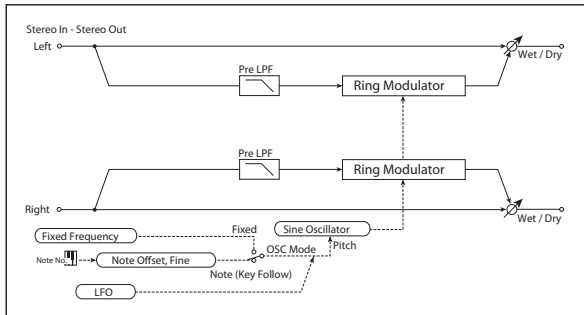 Stereo In - Stereo Out
Left
Wet / Dry
Pre LPF
Ring Modulator
Pre LPF
Ring Modulator
Right
Wet / Dry
Fixed
Fixed Frequency
Sine Oscillator
OSC Mode
Pitch
Note No.
Note Offset, Fine
Note (Key Follow)
LFO